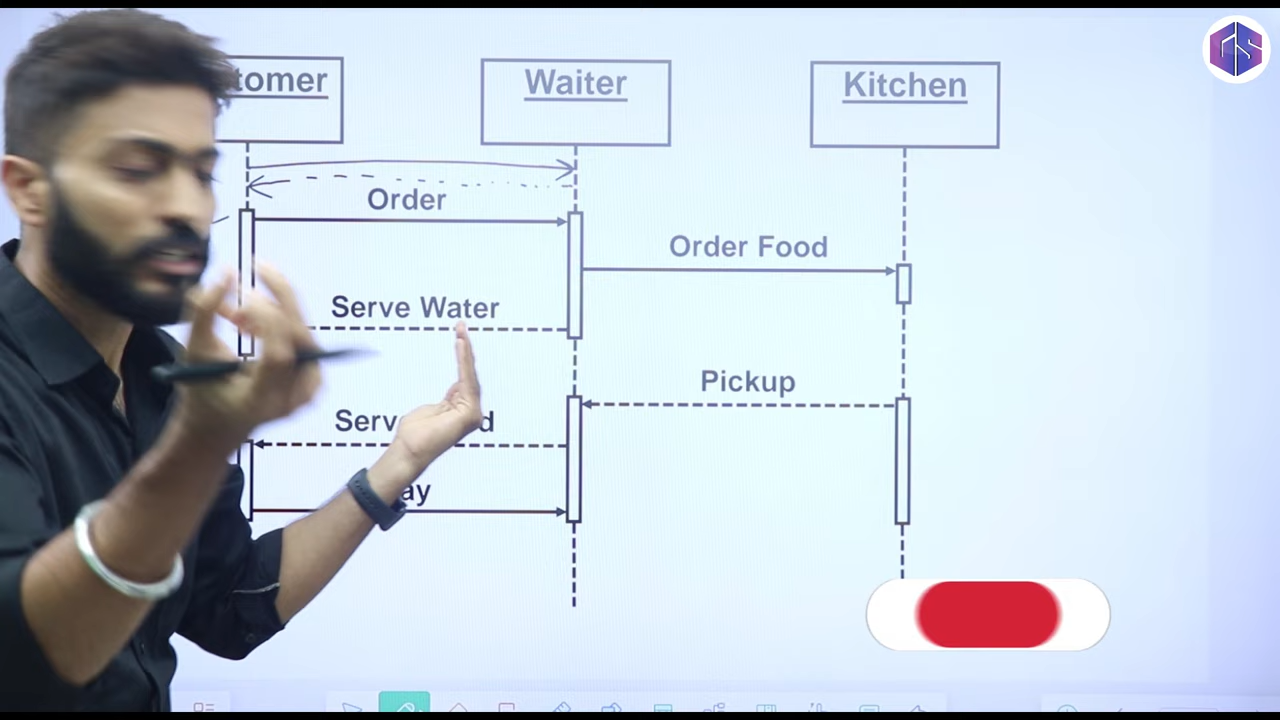 tomer
Waiter
Kitchen
Order
Order Food
Serve Water
Pickup
Serv
d
ay